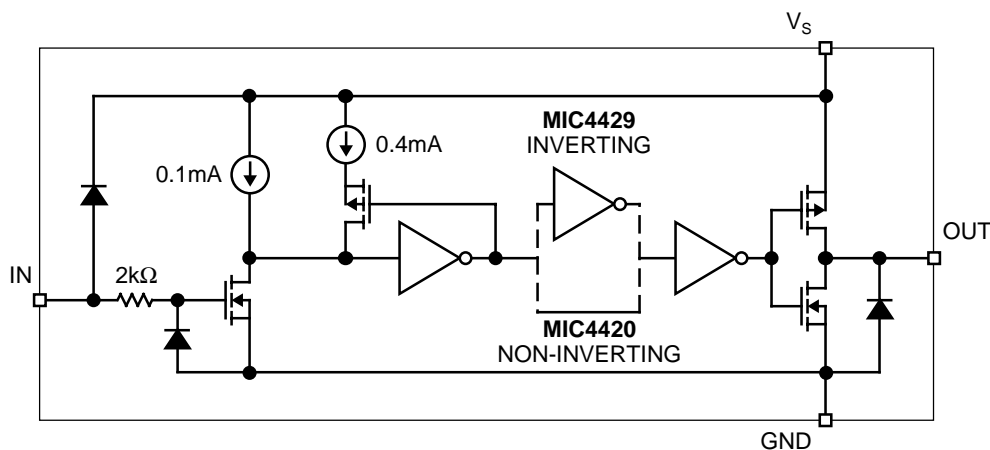 V_S
MIC4429
INVERTING
0.4mA
0.1mA
OUT
IN
2kΩ
MIC4420
NON-INVERTING
GND